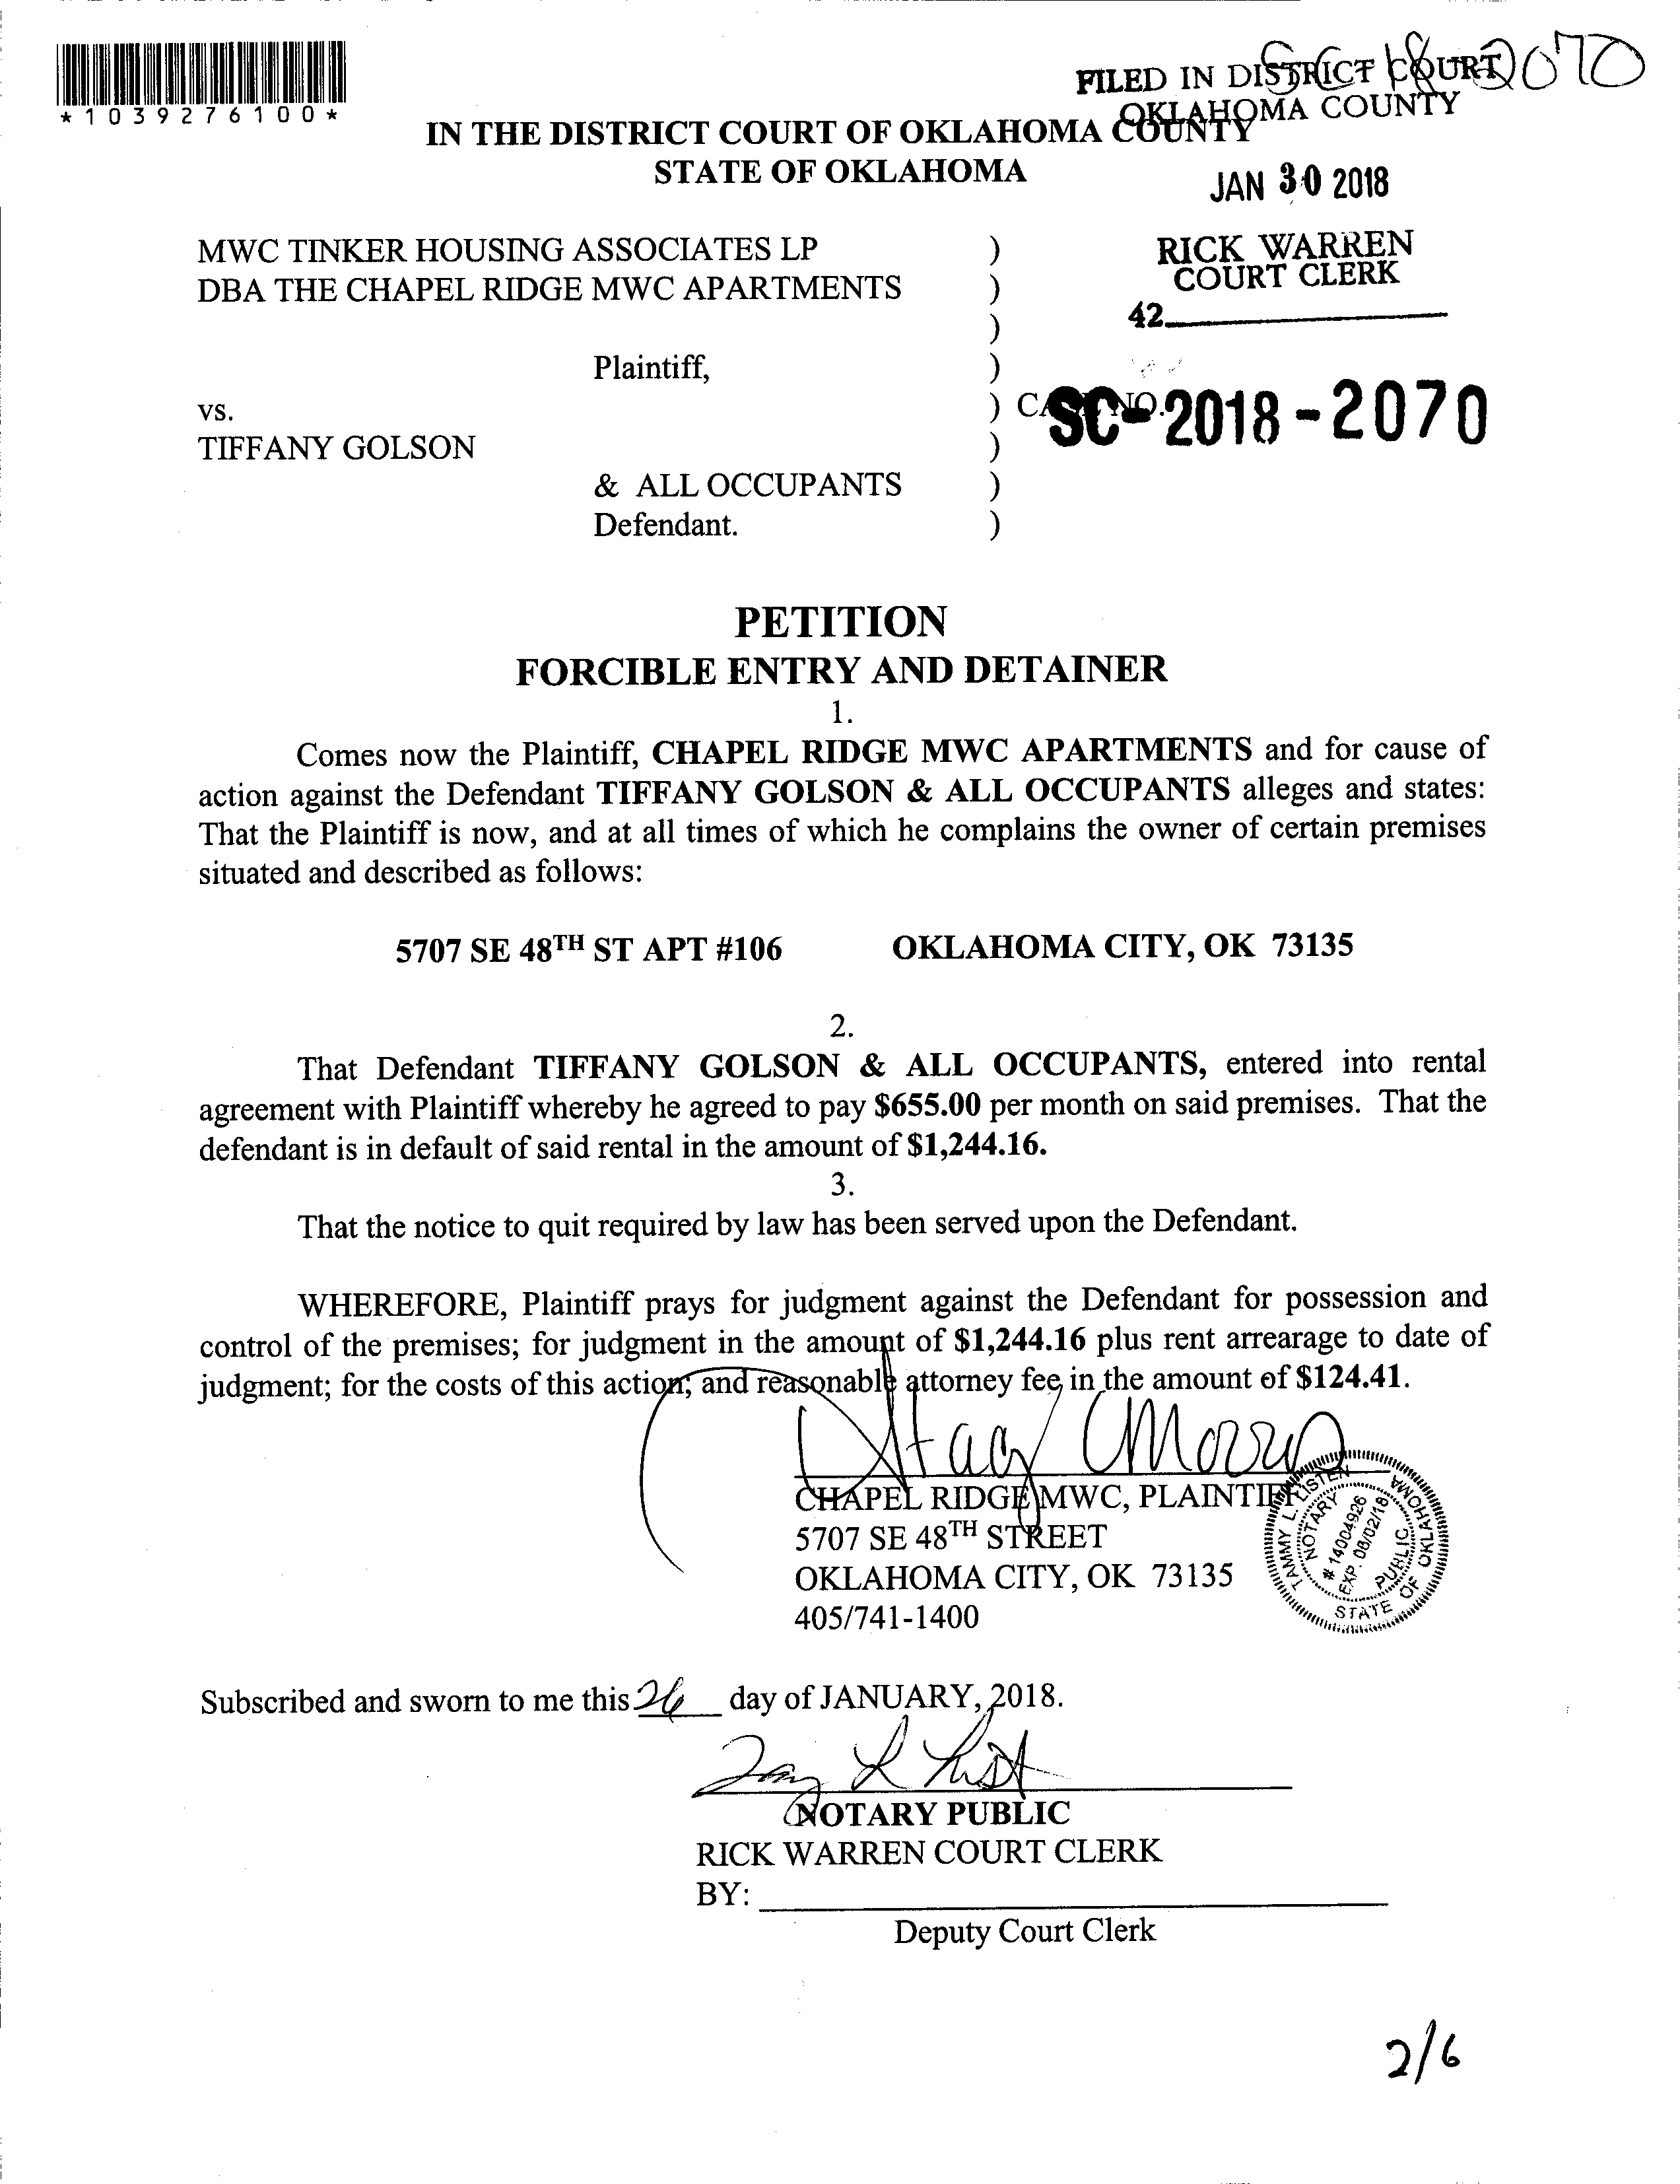 SC 18 2070
*1039276100*
FILED IN DISTRICT COURT
OKLAHOMA COUNTY
IN THE DISTRICT COURT OF OKLAHOMA COUNTY
STATE OF OKLAHOMA
JAN 30 2018
MWC TINKER HOUSING ASSOCIATES LP )
DBA THE CHAPEL RIDGE MWC APARTMENTS )
)
RICK WARREN
COURT CLERK
42
Plaintiff, )
vs. ) CASE NO.
SC-2018-2070
TIFFANY GOLSON )
& ALL OCCUPANTS )
Defendant. )
PETITION
FORCIBLE ENTRY AND DETAINER
1.
Comes now the Plaintiff, CHAPEL RIDGE MWC APARTMENTS and for cause of
action against the Defendant TIFFANY GOLSON & ALL OCCUPANTS alleges and states:
That the Plaintiff is now, and at all times of which he complains the owner of certain premises
situated and described as follows:
5707 SE 48TH ST APT #106 OKLAHOMA CITY, OK 73135
2.
That Defendant TIFFANY GOLSON & ALL OCCUPANTS, entered into rental
agreement with Plaintiff whereby he agreed to pay $655.00 per month on said premises. That the
defendant is in default of said rental in the amount of $1,244.16.
3.
That the notice to quit required by law has been served upon the Defendant.
WHEREFORE, Plaintiff prays for judgment against the Defendant for possession and
control of the premises; for judgment in the amount of $1,244.16 plus rent arrearage to date of
judgment; for the costs of this action; and reasonable attorney fee in the amount of $124.41.
Stacy Morris
CHAPEL RIDGE MWC, PLAINTIFF
5707 SE 48TH STREET
OKLAHOMA CITY, OK 73135
405/741-1400
TAMMY L. LISTEN
NOTARY
# 14004926
EXP. 08/02/18
PUBLIC
STATE OF OKLAHOMA
Subscribed and sworn to me this 26 day of JANUARY, 2018.
NOTARY PUBLIC
RICK WARREN COURT CLERK
BY:
Deputy Court Clerk
2/6